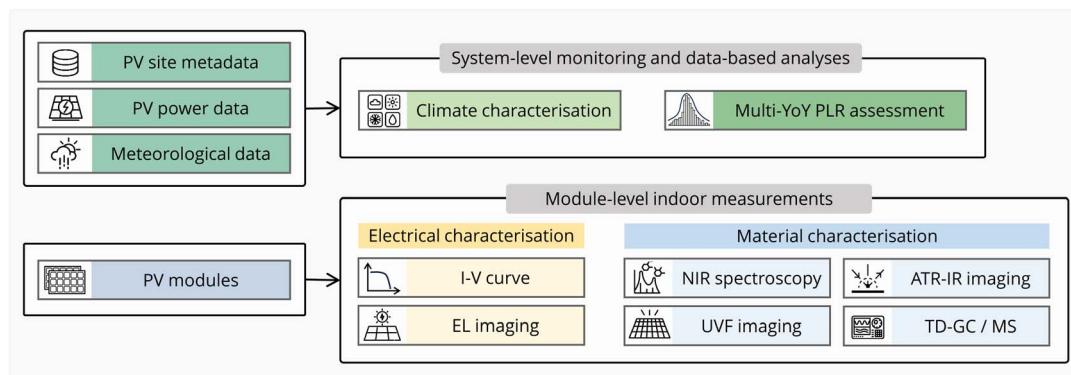 PV site metadata
PV power data
Meteorological data
System-level monitoring and data-based analyses
Climate characterisation
Multi-YoY PLR assessment
PV modules
Module-level indoor measurements
Electrical characterisation
I-V curve
EL imaging
Material characterisation
NIR spectroscopy
ATR-IR imaging
UVF imaging
TD-GC / MS